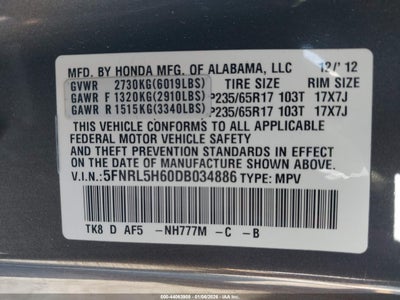 MFD. BY HONDA MFG. OF ALABAMA, LLC 12/'12
GVWR 2730KG(6019LBS) TIRE SIZE RIM SIZE
GAWR F 1320KG(2910LBS) P235/65R17 103T 17X7J
GAWR R 1515KG(3340LBS) P235/65R17 103T 17X7J
THIS VEHICLE CONFORMS TO ALL APPLICABLE
FEDERAL MOTOR VEHICLE SAFETY AND
THEFT PREVENTION STANDARDS IN EFFECT ON
THE DATE OF MANUFACTURE SHOWN ABOVE.
V.I.N.: 5FNRL5H60DB034886 TYPE: MPV
TK8 D AF5 -NH777M -C -B